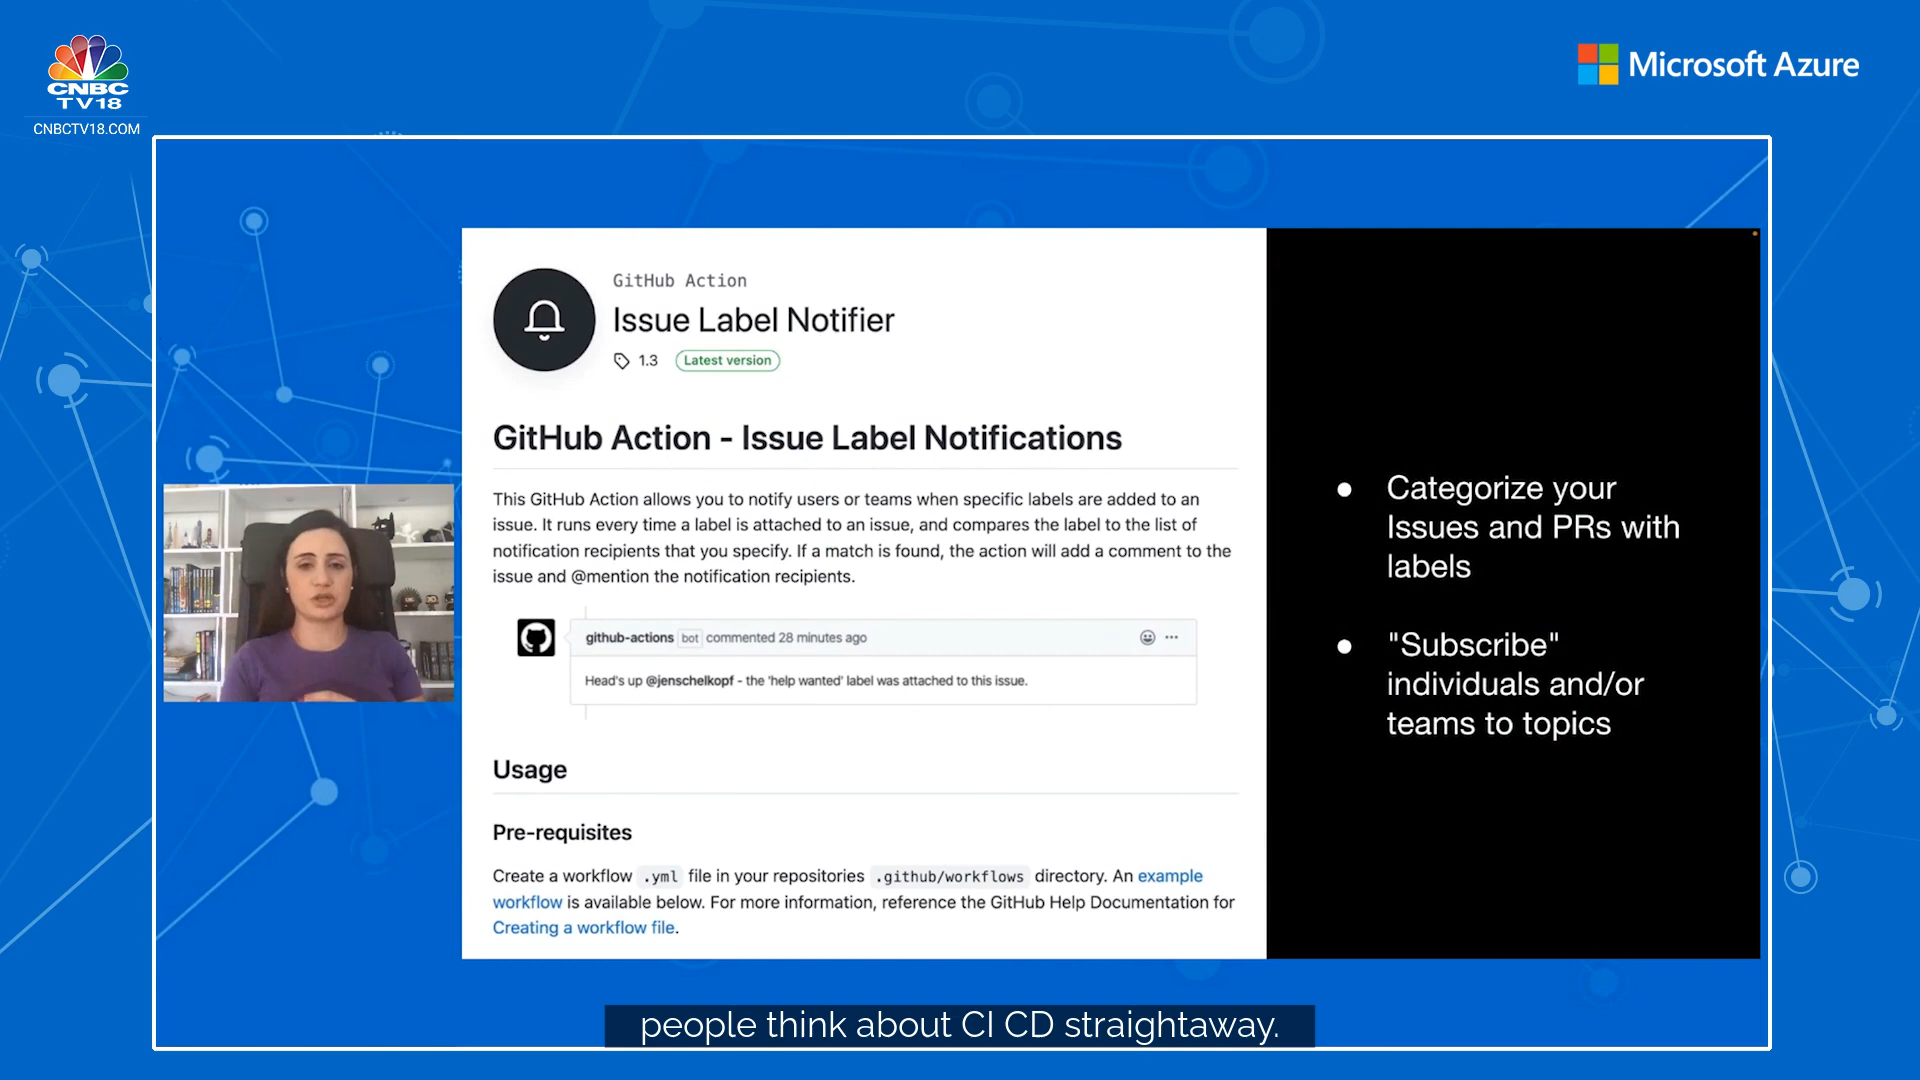 CNBC
TV18
CNBCTV18.COM
Microsoft Azure
GitHub Action
Issue Label Notifier
1.3 Latest version
GitHub Action - Issue Label Notifications
This GitHub Action allows you to notify users or teams when specific labels are added to an
issue. It runs every time a label is attached to an issue, and compares the label to the list of
notification recipients that you specify. If a match is found, the action will add a comment to the
issue and @mention the notification recipients.
github-actions bot commented 28 minutes ago
Head's up @jenschelkopf - the 'help wanted' label was attached to this issue.
Usage
Pre-requisites
Create a workflow .yml file in your repositories .github/workflows directory. An example
workflow is available below. For more information, reference the GitHub Help Documentation for
Creating a workflow file.
● Categorize your
Issues and PRs with
labels
● "Subscribe"
individuals and/or
teams to topics
people think about CI CD straightaway.